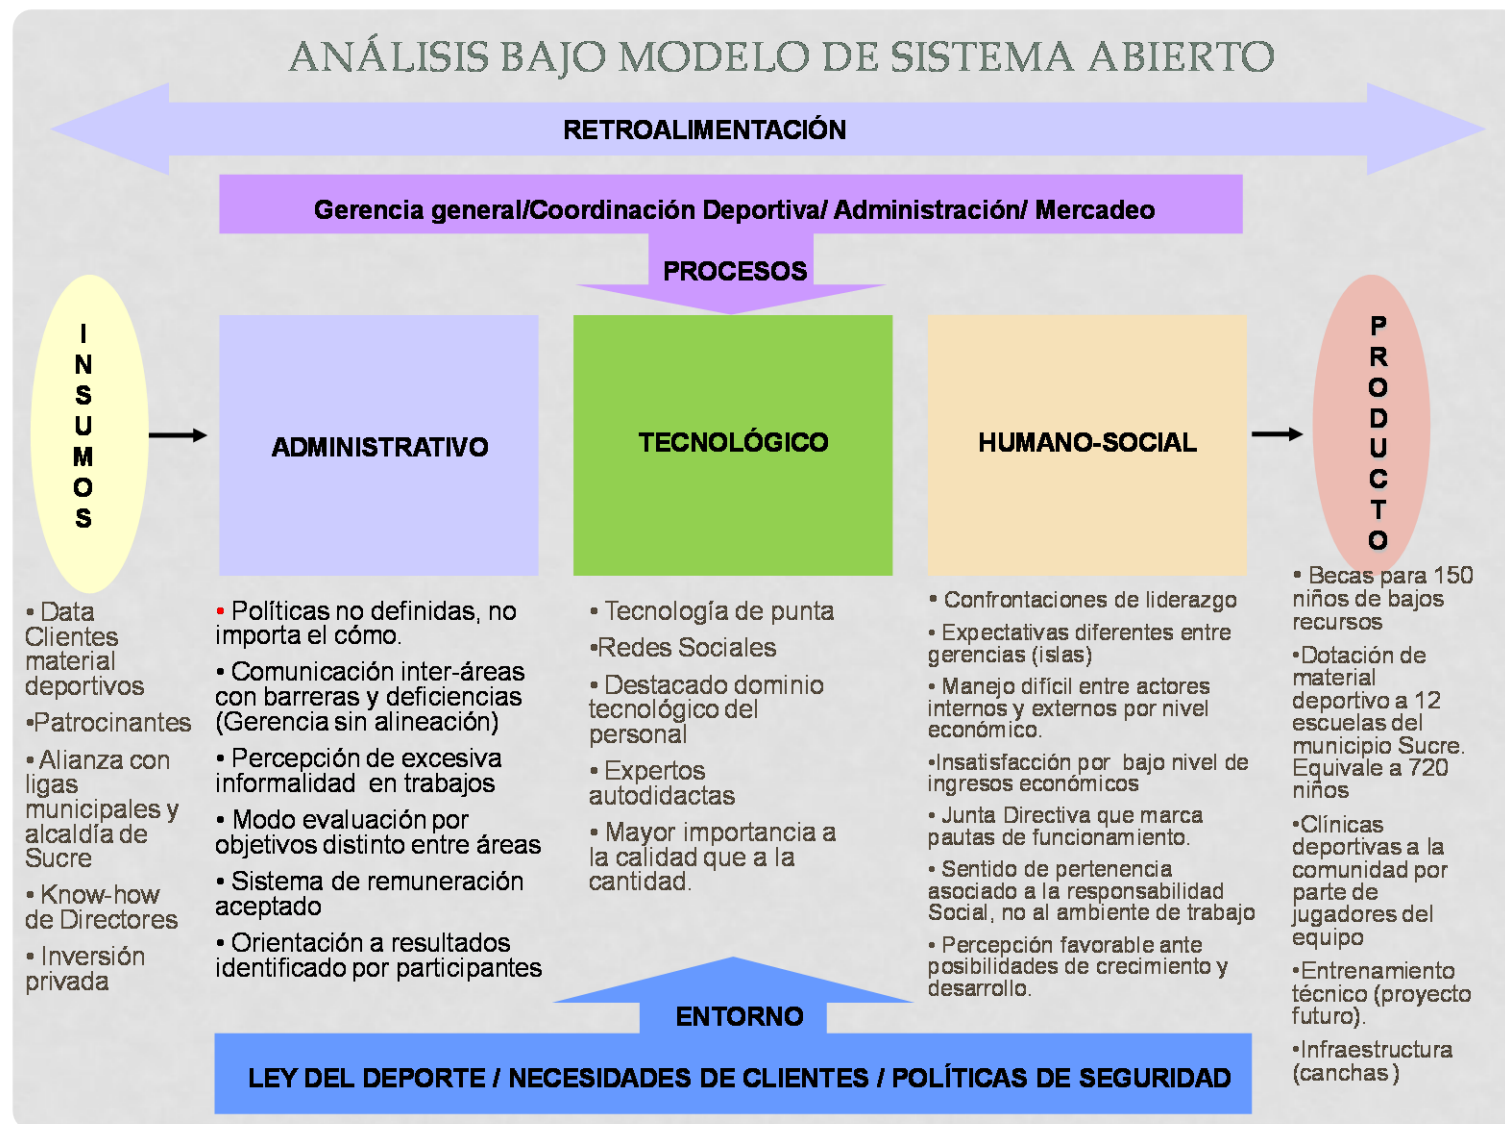 ANÁLISIS BAJO MODELO DE SISTEMA ABIERTO
RETROALIMENTACIÓN
Gerencia general/Coordinación Deportiva/ Administración/ Mercadeo
PROCESOS
I
N
S
U
M
O
S
• Data
Clientes
material
deportivos
•Patrocinantes
• Alianza con
ligas
municipales y
alcaldía de
Sucre
• Know-how
de Directores
• Inversión
privada
ADMINISTRATIVO
• Políticas no definidas, no
importa el cómo.
• Comunicación inter-áreas
con barreras y deficiencias
(Gerencia sin alineación)
• Percepción de excesiva
informalidad en trabajos
• Modo evaluación por
objetivos distinto entre áreas
• Sistema de remuneración
aceptado
• Orientación a resultados
identificado por participantes
TECNOLÓGICO
• Tecnología de punta
•Redes Sociales
• Destacado dominio
tecnológico del
personal
• Expertos
autodidactas
• Mayor importancia a
la calidad que a la
cantidad.
HUMANO-SOCIAL
• Confrontaciones de liderazgo
• Expectativas diferentes entre
gerencias (islas)
• Manejo difícil entre actores
internos y externos por nivel
económico.
•Insatisfacción por bajo nivel de
ingresos económicos
• Junta Directiva que marca
pautas de funcionamiento.
• Sentido de pertenencia
asociado a la responsabilidad
Social, no al ambiente de trabajo
• Percepción favorable ante
posibilidades de crecimiento y
desarrollo.
P
R
O
D
U
C
T
O
• Becas para 150
niños de bajos
recursos
•Dotación de
material
deportivo a 12
escuelas del
municipio Sucre.
Equivale a 720
niños
•Clínicas
deportivas a la
comunidad por
parte de
jugadores del
equipo
•Entrenamiento
técnico (proyecto
futuro).
•Infraestructura
(canchas)
ENTORNO
LEY DEL DEPORTE / NECESIDADES DE CLIENTES / POLÍTICAS DE SEGURIDAD